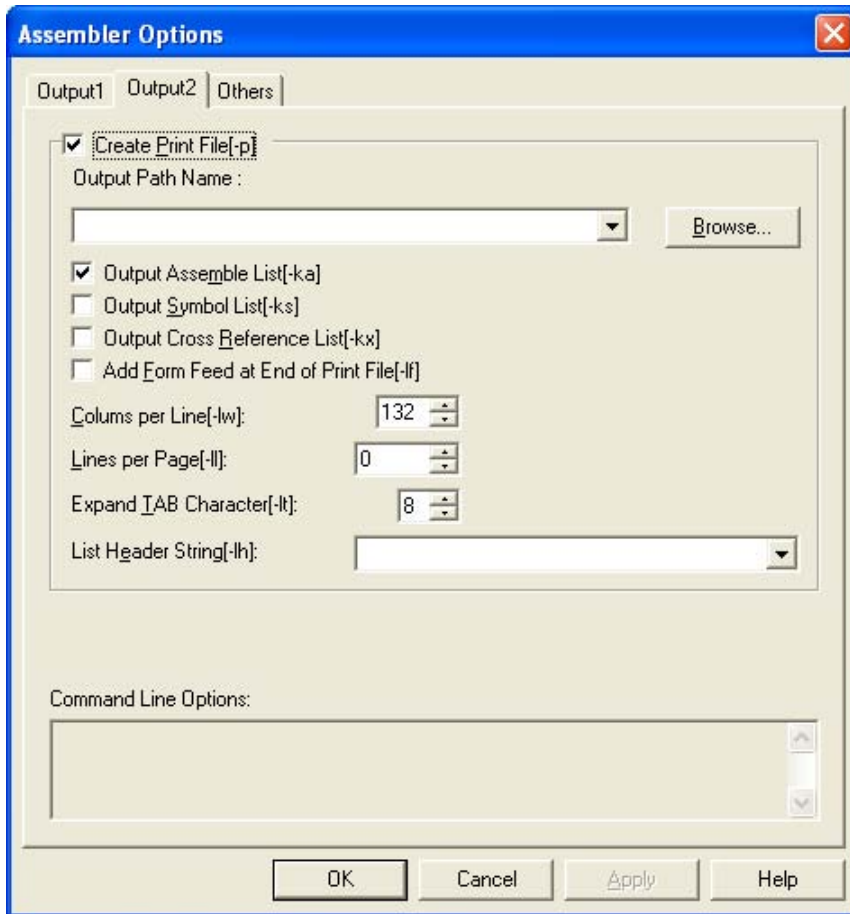 Assembler Options
Output1 Output2 Others
Create Print File[-p]
Output Path Name :
Browse...
Output Assemble List[-ka]
Output Symbol List[-ks]
Output Cross Reference List[-kx]
Add Form Feed at End of Print File[-lf]
Colums per Line[-lw]: 132
Lines per Page[-ll]: 0
Expand TAB Character[-lt]: 8
List Header String[-lh]:
Command Line Options:
OK Cancel Apply Help